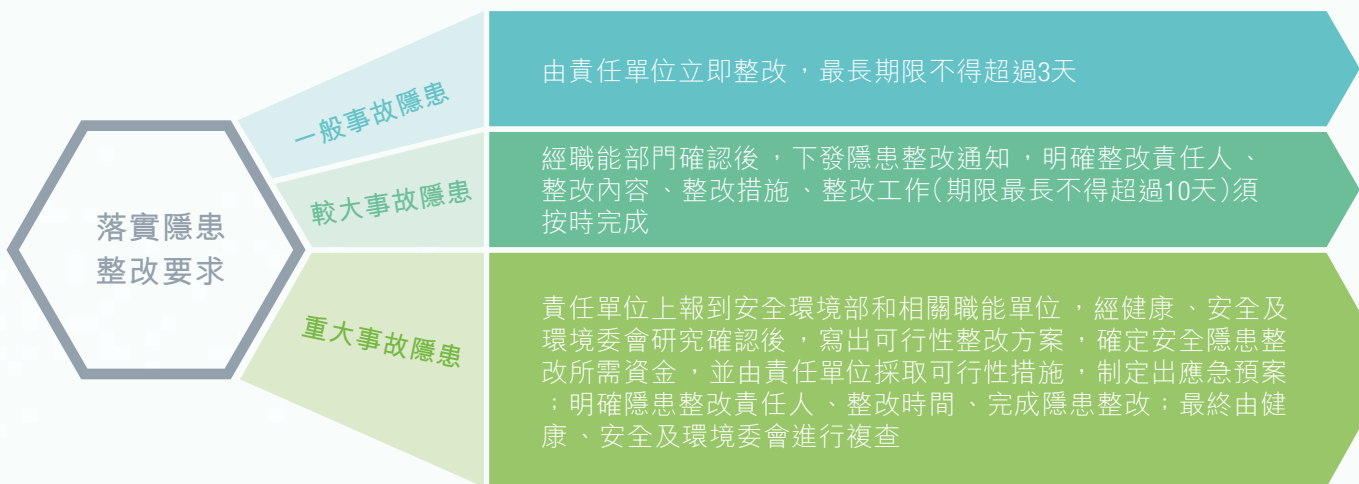 落實隱患
整改要求
一般事故隱患
由責任單位立即整改，最長期限不得超過3天
較大事故隱患
經職能部門確認後，下發隱患整改通知，明確整改責任人、
整改內容、整改措施、整改工作（期限最長不得超過10天）須
按時完成
重大事故隱患
責任單位上報到安全環境部和相關職能單位，經健康、安全及
環境委會研究確認後，寫出可行性整改方案，確定安全隱患整
改所需資金，並由責任單位採取可行性措施，制定出應急預案
；明確隱患整改責任人、整改時間、完成隱患整改；最終由健
康、安全及環境委會進行複查